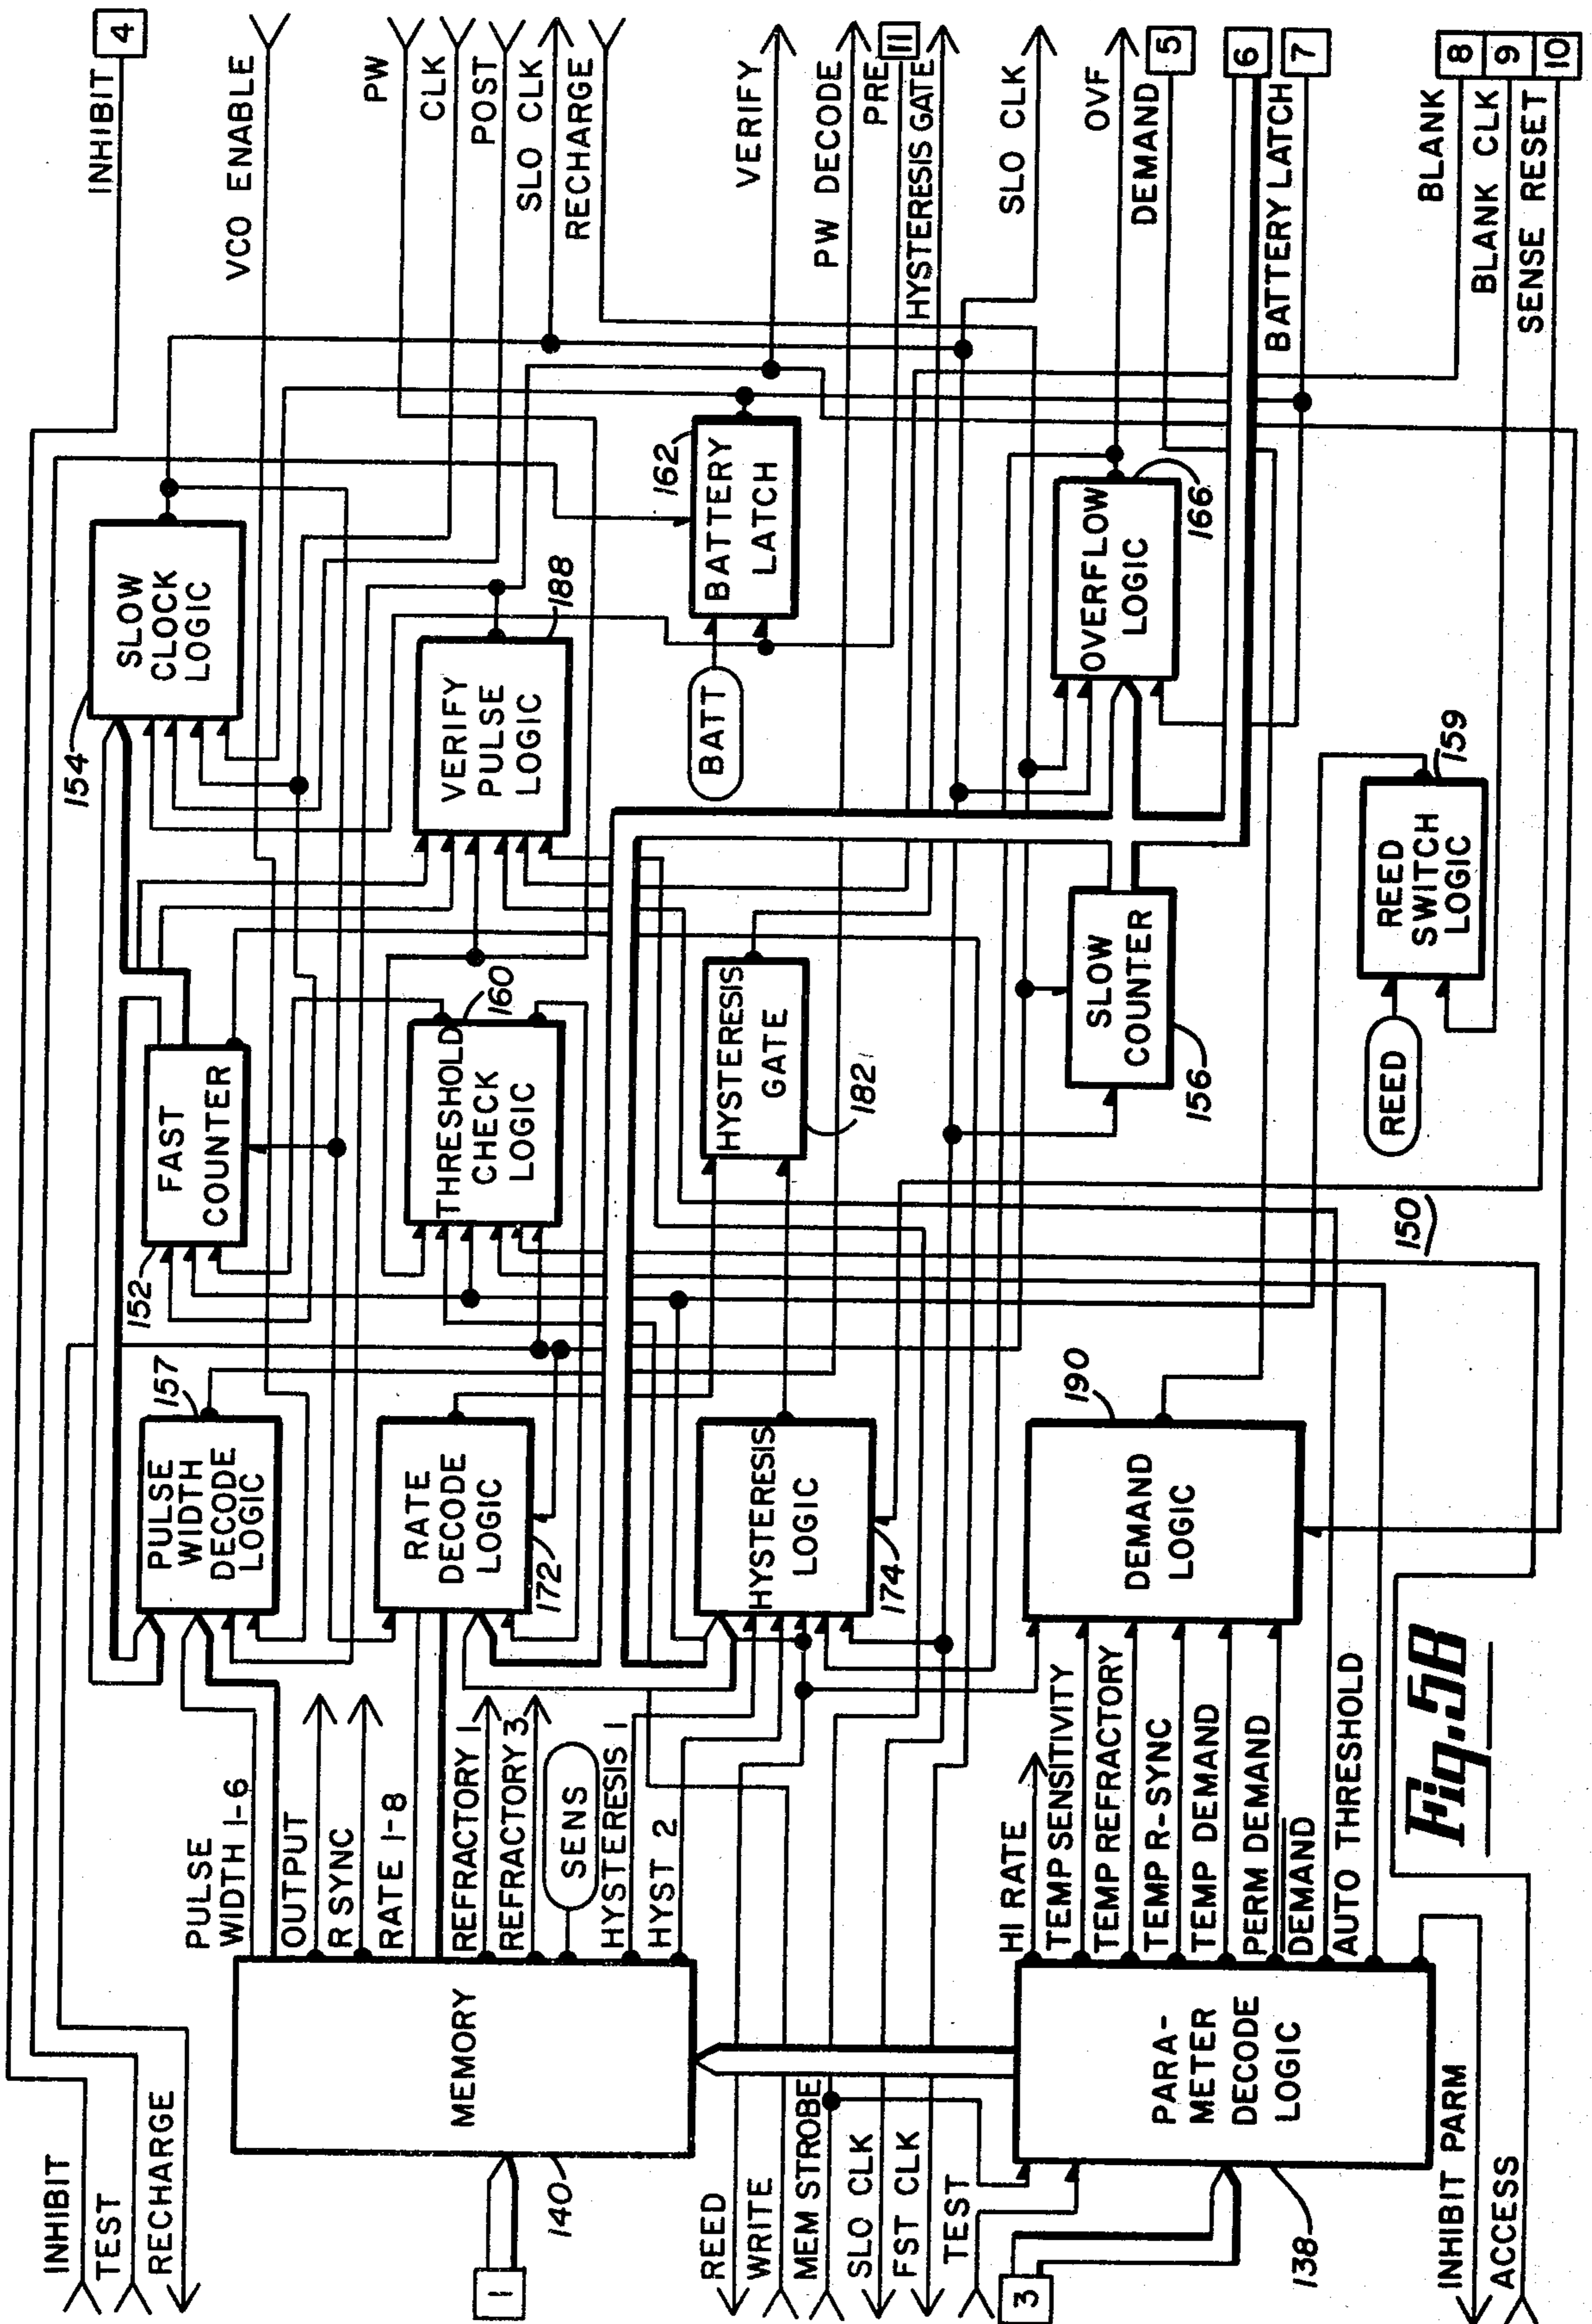 INHIBIT
TEST
RECHARGE
1
140
REED
WRITE
MEM STROBE
SLO CLK
FST CLK
TEST
3
138
INHIBIT PARM
ACCESS
MEMORY
PARA-
METER
DECODE
LOGIC
PULSE
WIDTH 1-6
OUTPUT
R SYNC
RATE 1-8
REFRACTORY 1
REFRACTORY 3
SENS
HYSTERESIS 1
HYST 2
HI RATE
TEMP SENSITIVITY
TEMP REFRACTORY
TEMP R-SYNC
TEMP DEMAND
PERM DEMAND
DEMAND
AUTO THRESHOLD
PULSE
WIDTH
DECODE
LOGIC
157
RATE
DECODE
LOGIC
172
HYSTERESIS
LOGIC
174
DEMAND
LOGIC
190
152
FAST
COUNTER
THRESHOLD
CHECK
LOGIC
160
HYSTERESIS
GATE
182
SLOW
COUNTER
156
REED
REED
SWITCH
LOGIC
159
150
154
SLOW
CLOCK
LOGIC
VERIFY
PULSE
LOGIC
188
BATT
BATTERY
LATCH
162
OVERFLOW
LOGIC
166
INHIBIT
4
VCO ENABLE
PW
CLK
POST
SLO CLK
RECHARGE
VERIFY
PW DECODE
PRE
11
HYSTERESIS GATE
SLO CLK
OVF
DEMAND
5
6
BATTERY LATCH
7
BLANK
8
BLANK CLK
9
SENSE RESET
10
Fig. 5B